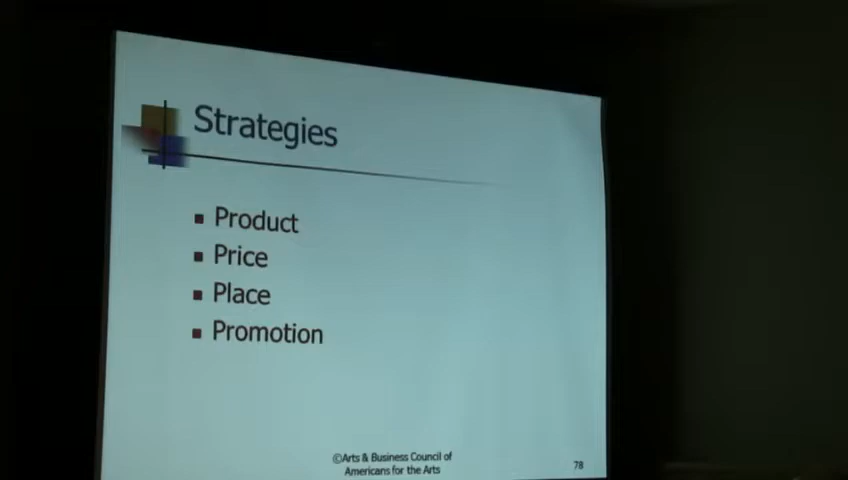 Strategies
Product
Price
Place
Promotion
©Arts & Business Council of
Americans for the Arts
78